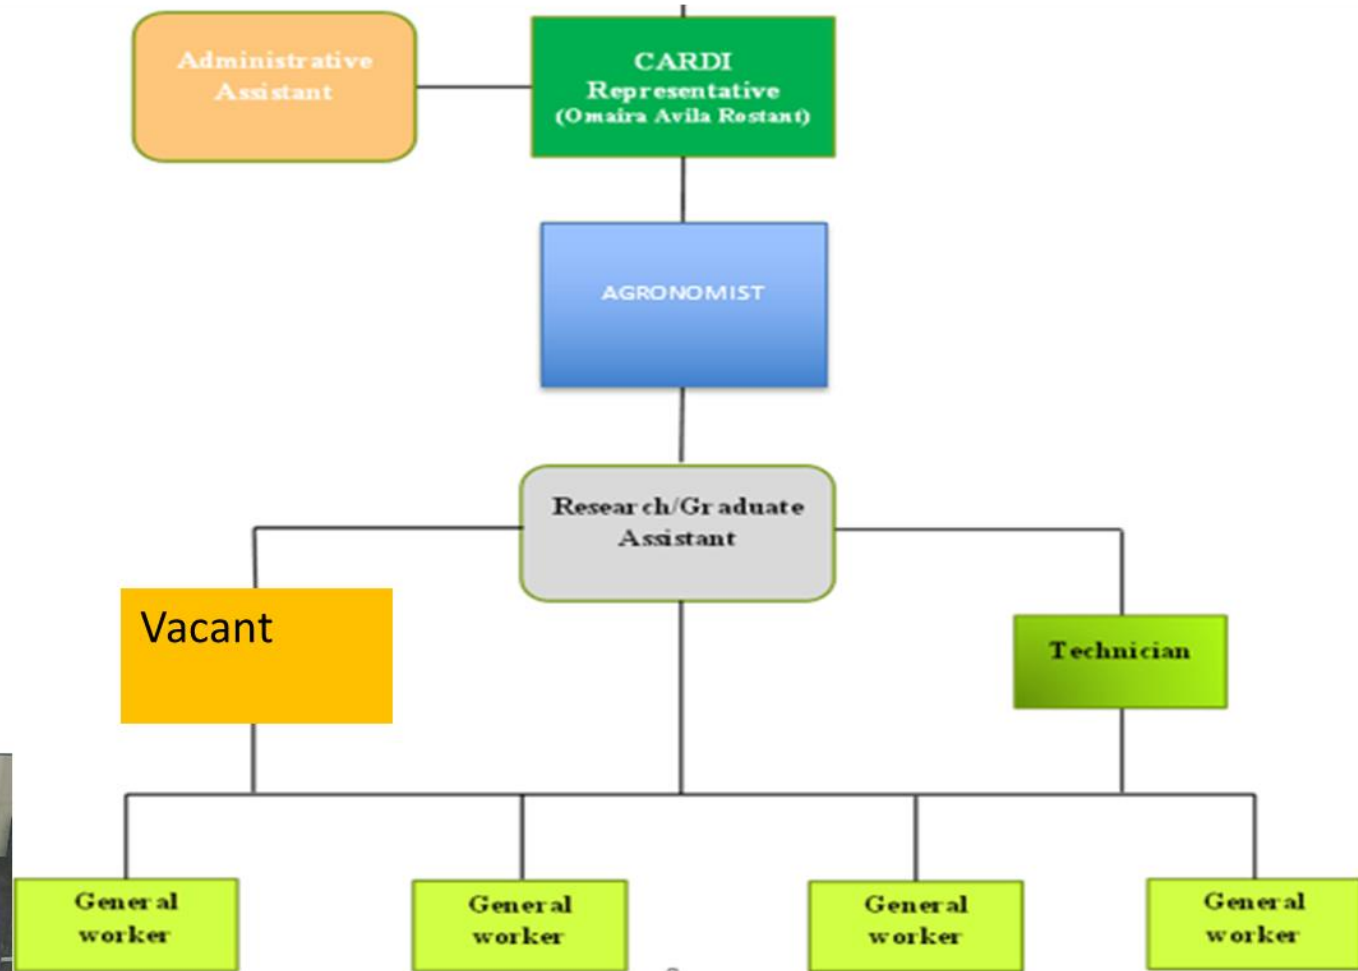 Administrative
Assistant
CARDI
Representative
(Omaira Avila Rostant)
AGRONOMIST
Research/Graduate
Assistant
Vacant
Technician
General
worker
General
worker
General
worker
General
worker